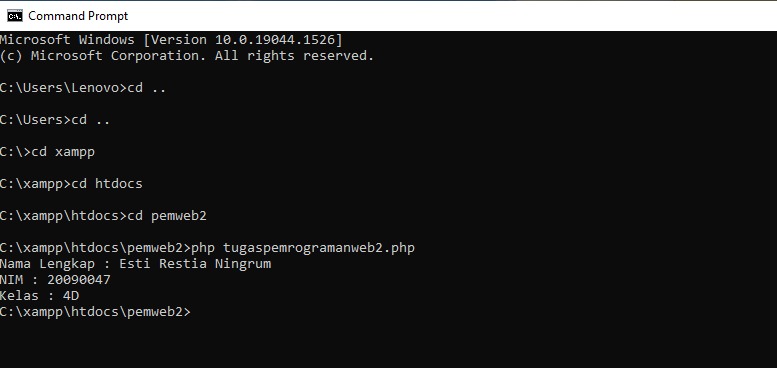 Command Prompt
Microsoft Windows [Version 10.0.19044.1526]
(c) Microsoft Corporation. All rights reserved.
C:\Users\Lenovo>cd ..
C:\Users>cd ..
C:\>cd xampp
C:\xampp>cd htdocs
C:\xampp\htdocs>cd pemweb2
C:\xampp\htdocs\pemweb2>php tugaspemrogramanweb2.php
Nama Lengkap : Esti Restia Ningrum
NIM : 20090047
Kelas : 4D
C:\xampp\htdocs\pemweb2>